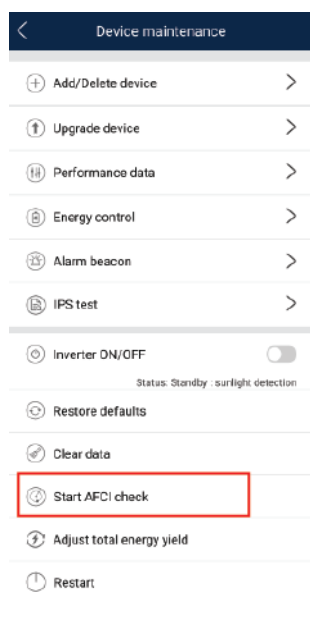 Device maintenance
Add/Delete device
Upgrade device
Performance data
Energy control
Alarm beacon
IPS test
Inverter ON/OFF
Status: Standby : sunlight detection
Restore defaults
Clear data
Start AFCI check
Adjust total energy yield
Restart